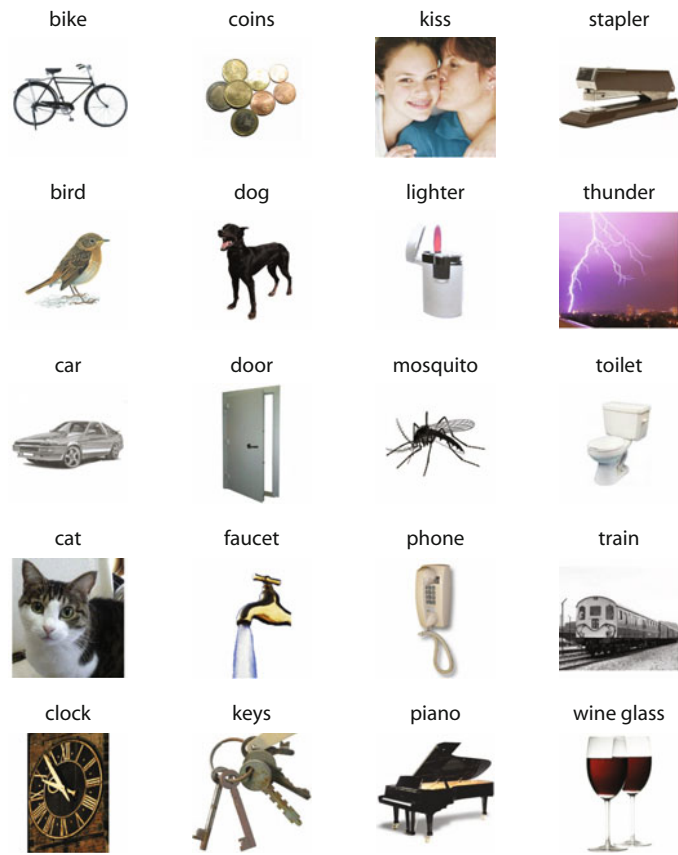 bike coins kiss stapler
bird dog lighter thunder
car door mosquito toilet
cat faucet phone train
clock keys piano wine glass